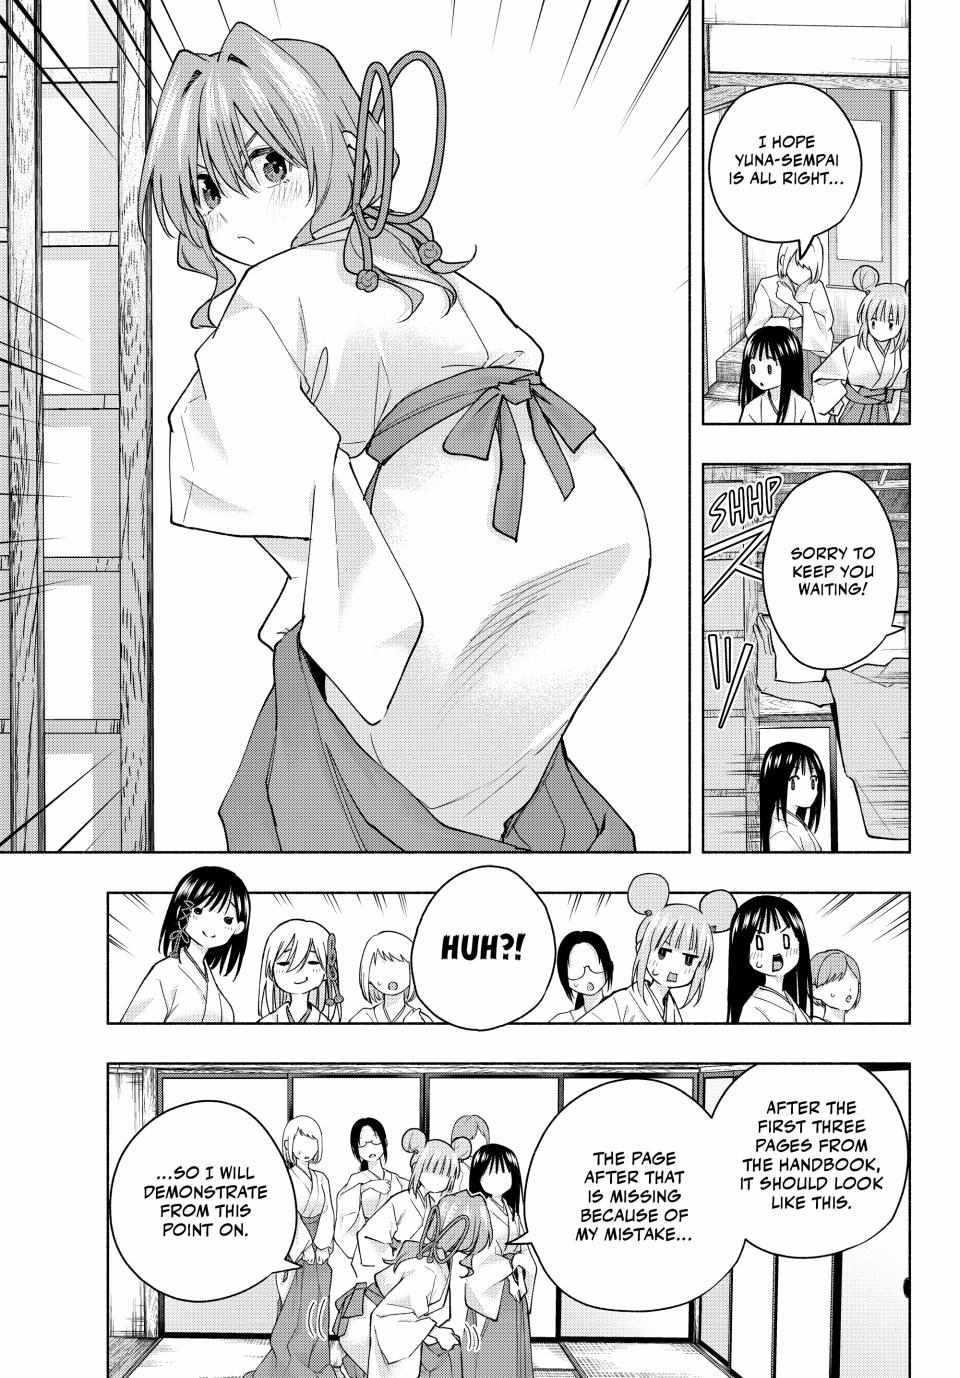 I HOPE
YUNA-SEMPAI
IS ALL RIGHT...
SHHP
SORRY TO
KEEP YOU
WAITING!
HUH?!
AFTER THE
FIRST THREE
PAGES FROM
THE HANDBOOK,
IT SHOULD LOOK
LIKE THIS.
THE PAGE
AFTER THAT
IS MISSING
BECAUSE OF
MY MISTAKE...
...SO I WILL
DEMONSTRATE
FROM THIS
POINT ON.